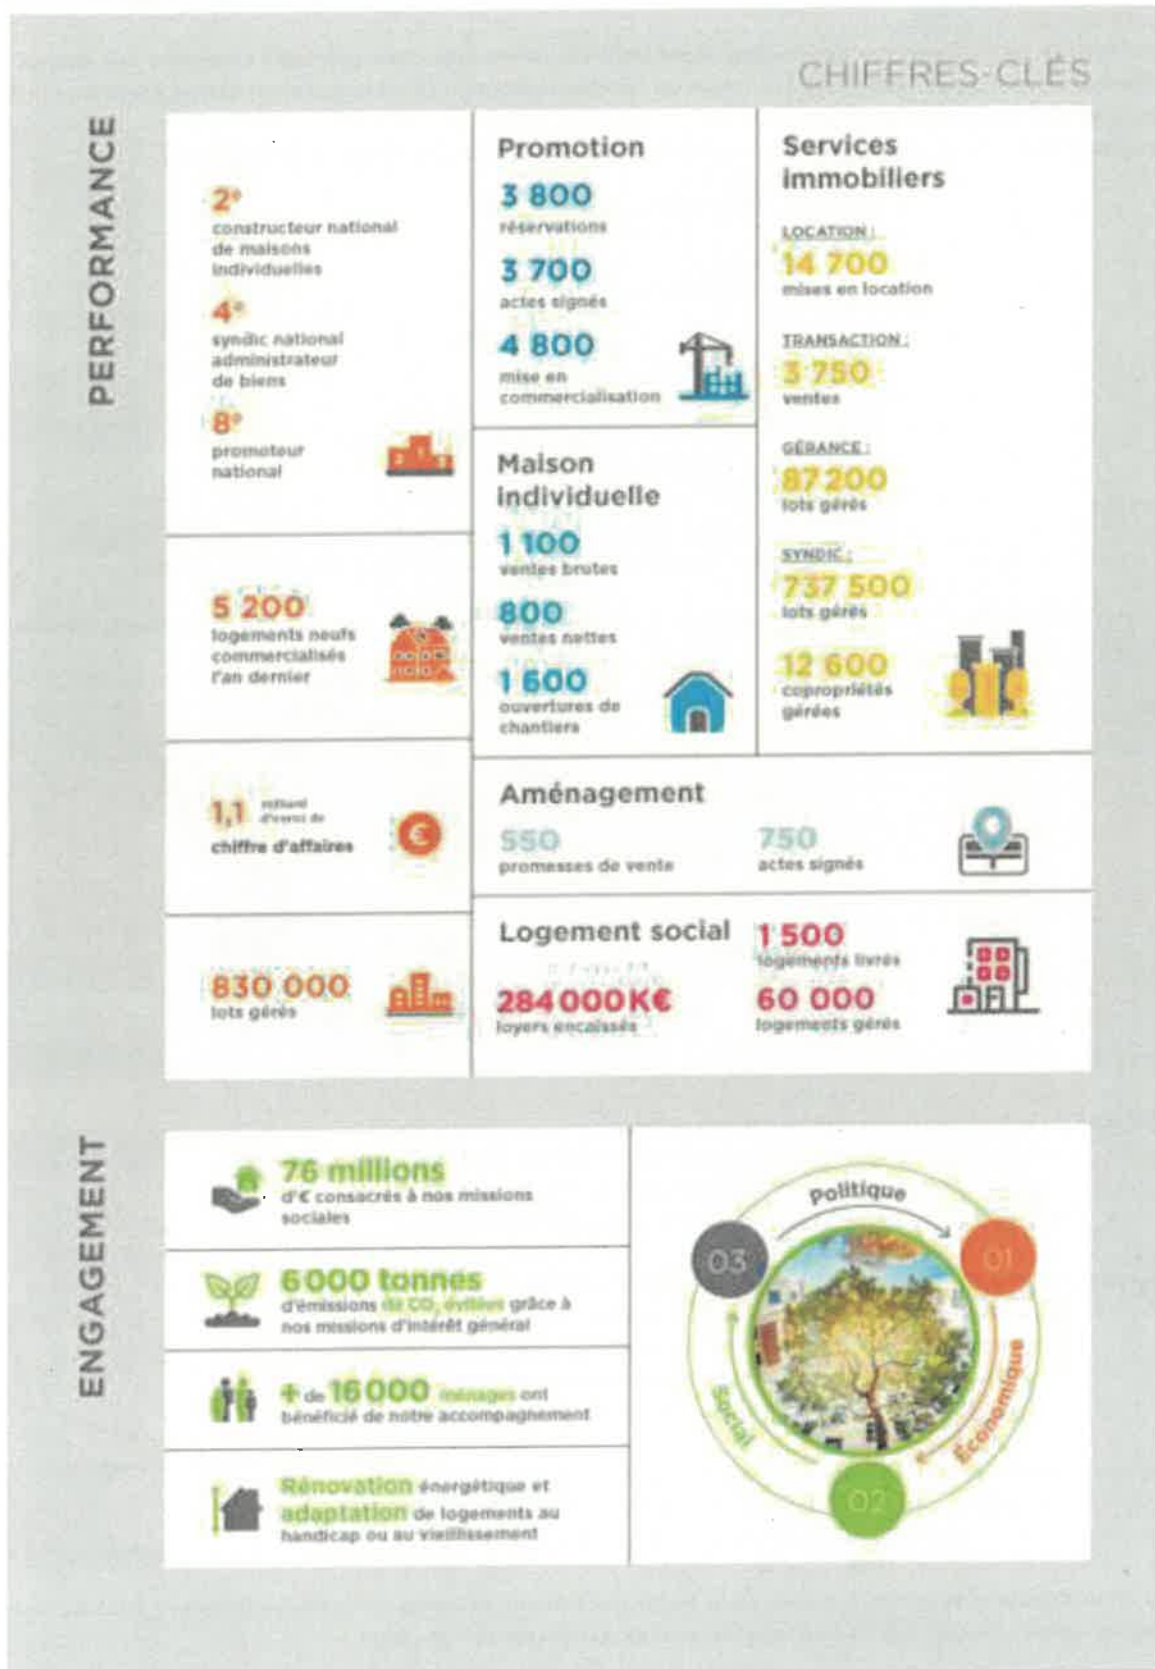 CHIFFRES-CLÉS
PERFORMANCE
2e
constructeur national
de maisons
individuelles
4e
syndic national
administrateur
de biens
8e
promoteur
national
5 200
logements neufs
commercialisés
l'an dernier
1,1 milliard
d'euros de
chiffre d'affaires
830 000
lots gérés
Promotion
3 800
réservations
3 700
actes signés
4 800
mise en
commercialisation
Maison
individuelle
1 100
ventes brutes
800
ventes nettes
1 600
ouvertures de
chantiers
Services
immobiliers
LOCATION :
14 700
mises en location
TRANSACTION :
3 750
ventes
GÉRANCE :
87 200
lots gérés
SYNDIC :
737 500
lots gérés
12 600
copropriétés
gérées
Aménagement
550
promesses de vente
750
actes signés
Logement social
284 000 K€
loyers encaissés
1 500
logements livrés
60 000
logements gérés
ENGAGEMENT
76 millions
d'€ consacrés à nos missions
sociales
6 000 tonnes
d'émissions de CO2 évitées grâce à
nos missions d'intérêt général
+ de 16 000 ménages ont
bénéficié de notre accompagnement
Rénovation énergétique et
adaptation de logements au
handicap ou au vieillissement
Politique
01
Économique
02
Social
03